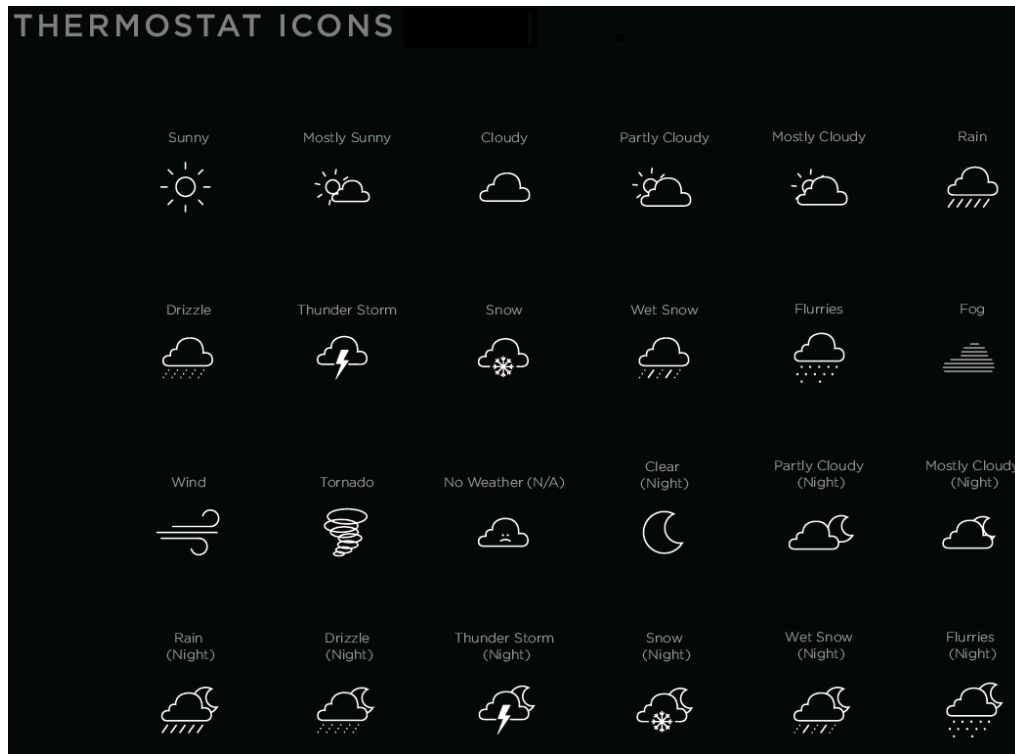 THERMOSTAT ICONS
Sunny
Mostly Sunny
Cloudy
Partly Cloudy
Mostly Cloudy
Rain
Drizzle
Thunder Storm
Snow
Wet Snow
Flurries
Fog
Wind
Tornado
No Weather (N/A)
Clear
(Night)
Partly Cloudy
(Night)
Mostly Cloudy
(Night)
Rain
(Night)
Drizzle
(Night)
Thunder Storm
(Night)
Snow
(Night)
Wet Snow
(Night)
Flurries
(Night)